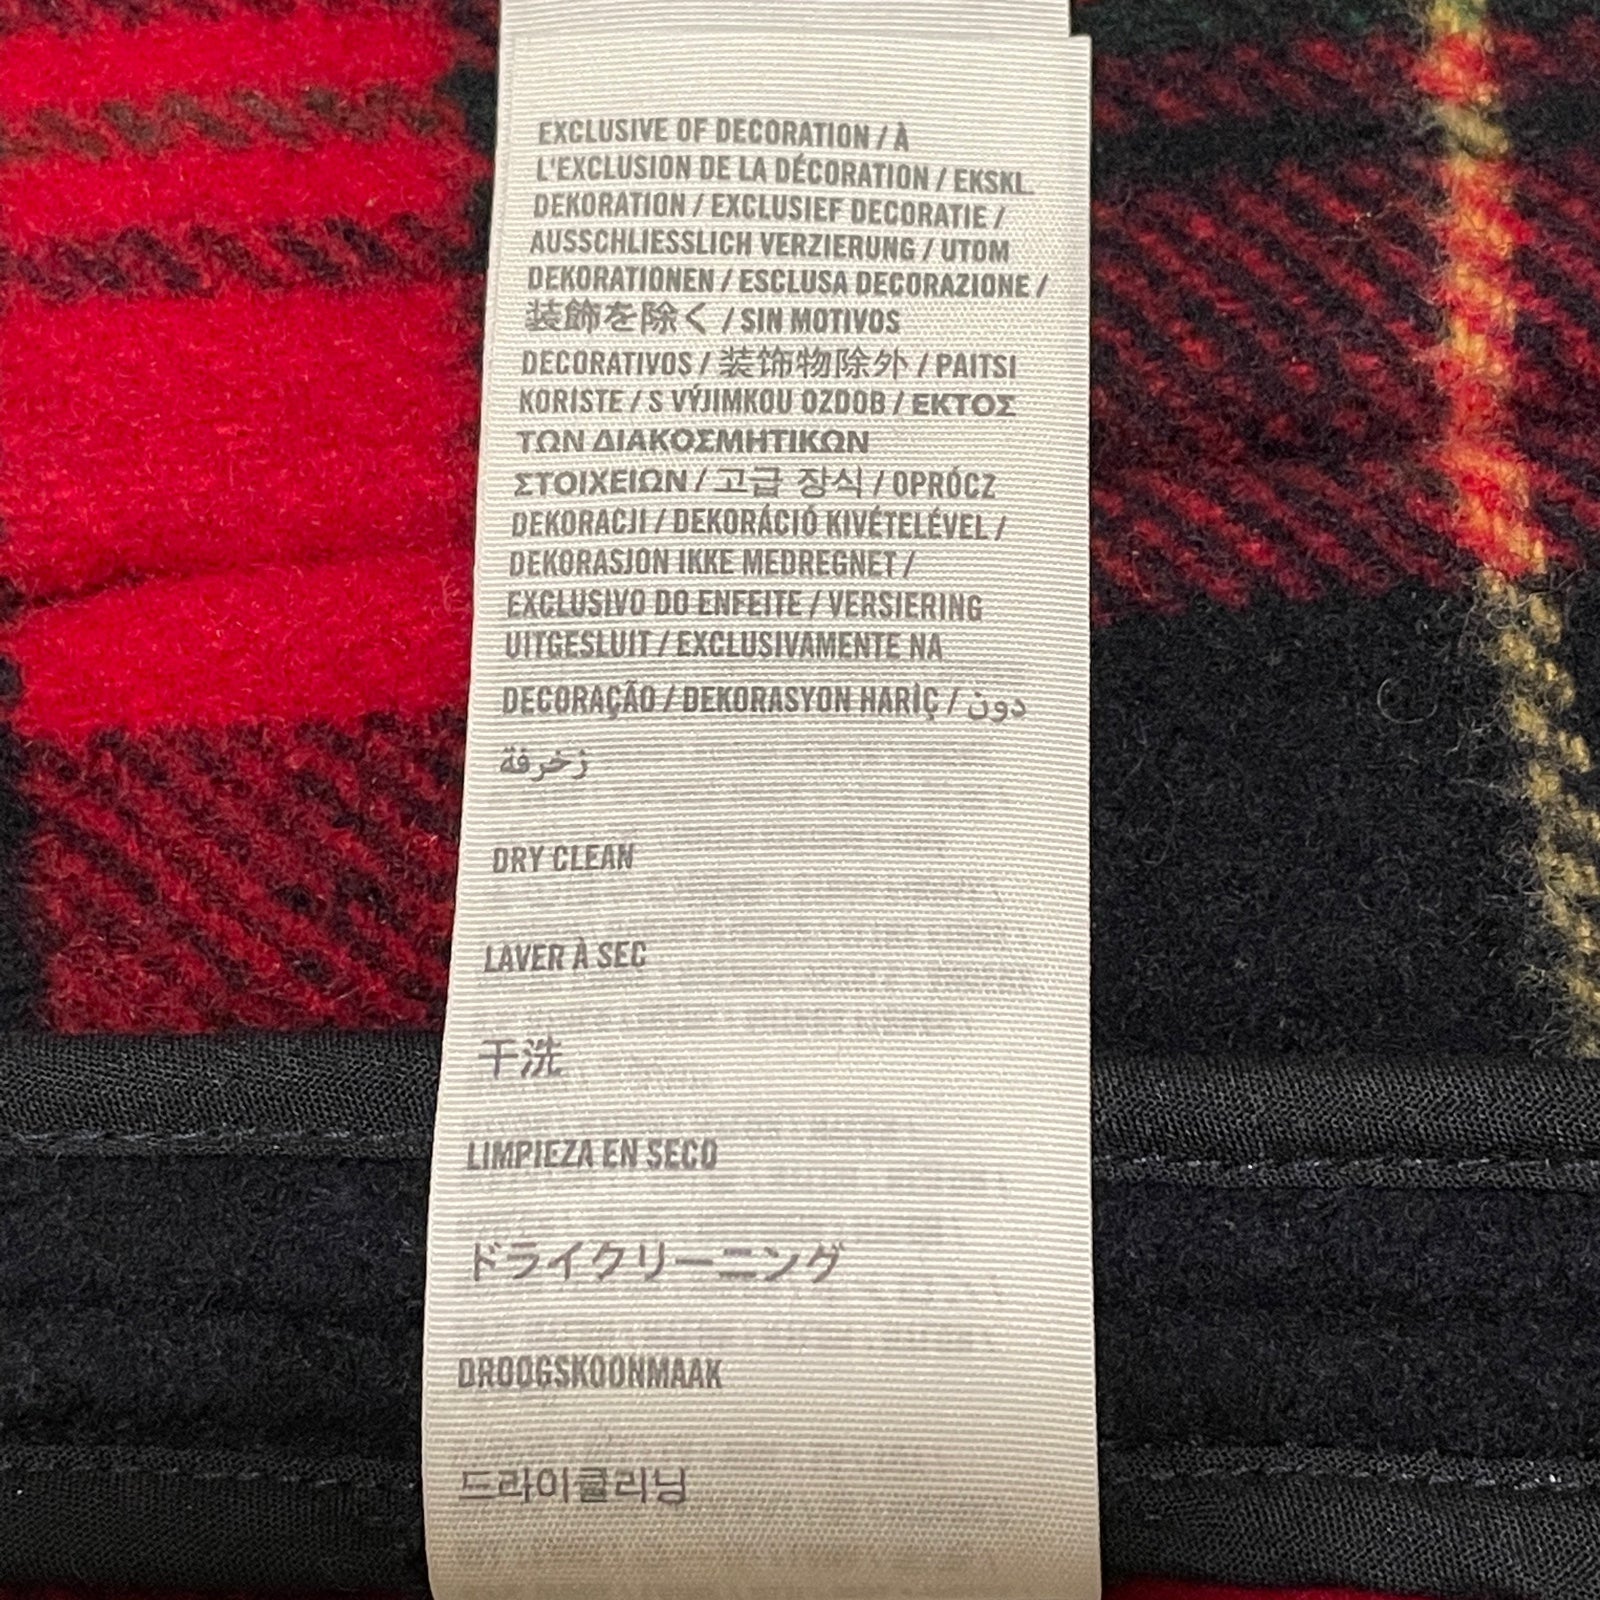 EXCLUSIVE OF DECORATION / À
L'EXCLUSION DE LA DÉCORATION / EKSKL.
DEKORATION / EXCLUSIEF DECORATIE /
AUSSCHLIESSLICH VERZIERUNG / UTOM
DEKORATIONEN / ESCLUSA DECORAZIONE /
装飾を除く / SIN MOTIVOS
DECORATIVOS / 装饰物除外 / PAITSI
KORISTE / S VÝJIMKOU OZDOB / ΕΚΤΟΣ
ΤΩΝ ΔΙΑΚΟΣΜΗΤΙΚΩΝ
ΣΤΟΙΧΕΙΩΝ / 고급 장식 / OPRÓCZ
DEKORACJI / DEKORÁCIÓ KIVÉTELÉVEL /
DEKORASJON IKKE MEDREGNET /
EXCLUSIVO DO ENFEITE / VERSIERING
UITGESLUIT / EXCLUSIVAMENTE NA
DECORAÇÃO / DEKORASYON HARİÇ / دون
زخرفة
DRY CLEAN
LAVER À SEC
干洗
LIMPIEZA EN SECO
ドライクリーニング
DROOGSKOONMAAK
드라이클리닝